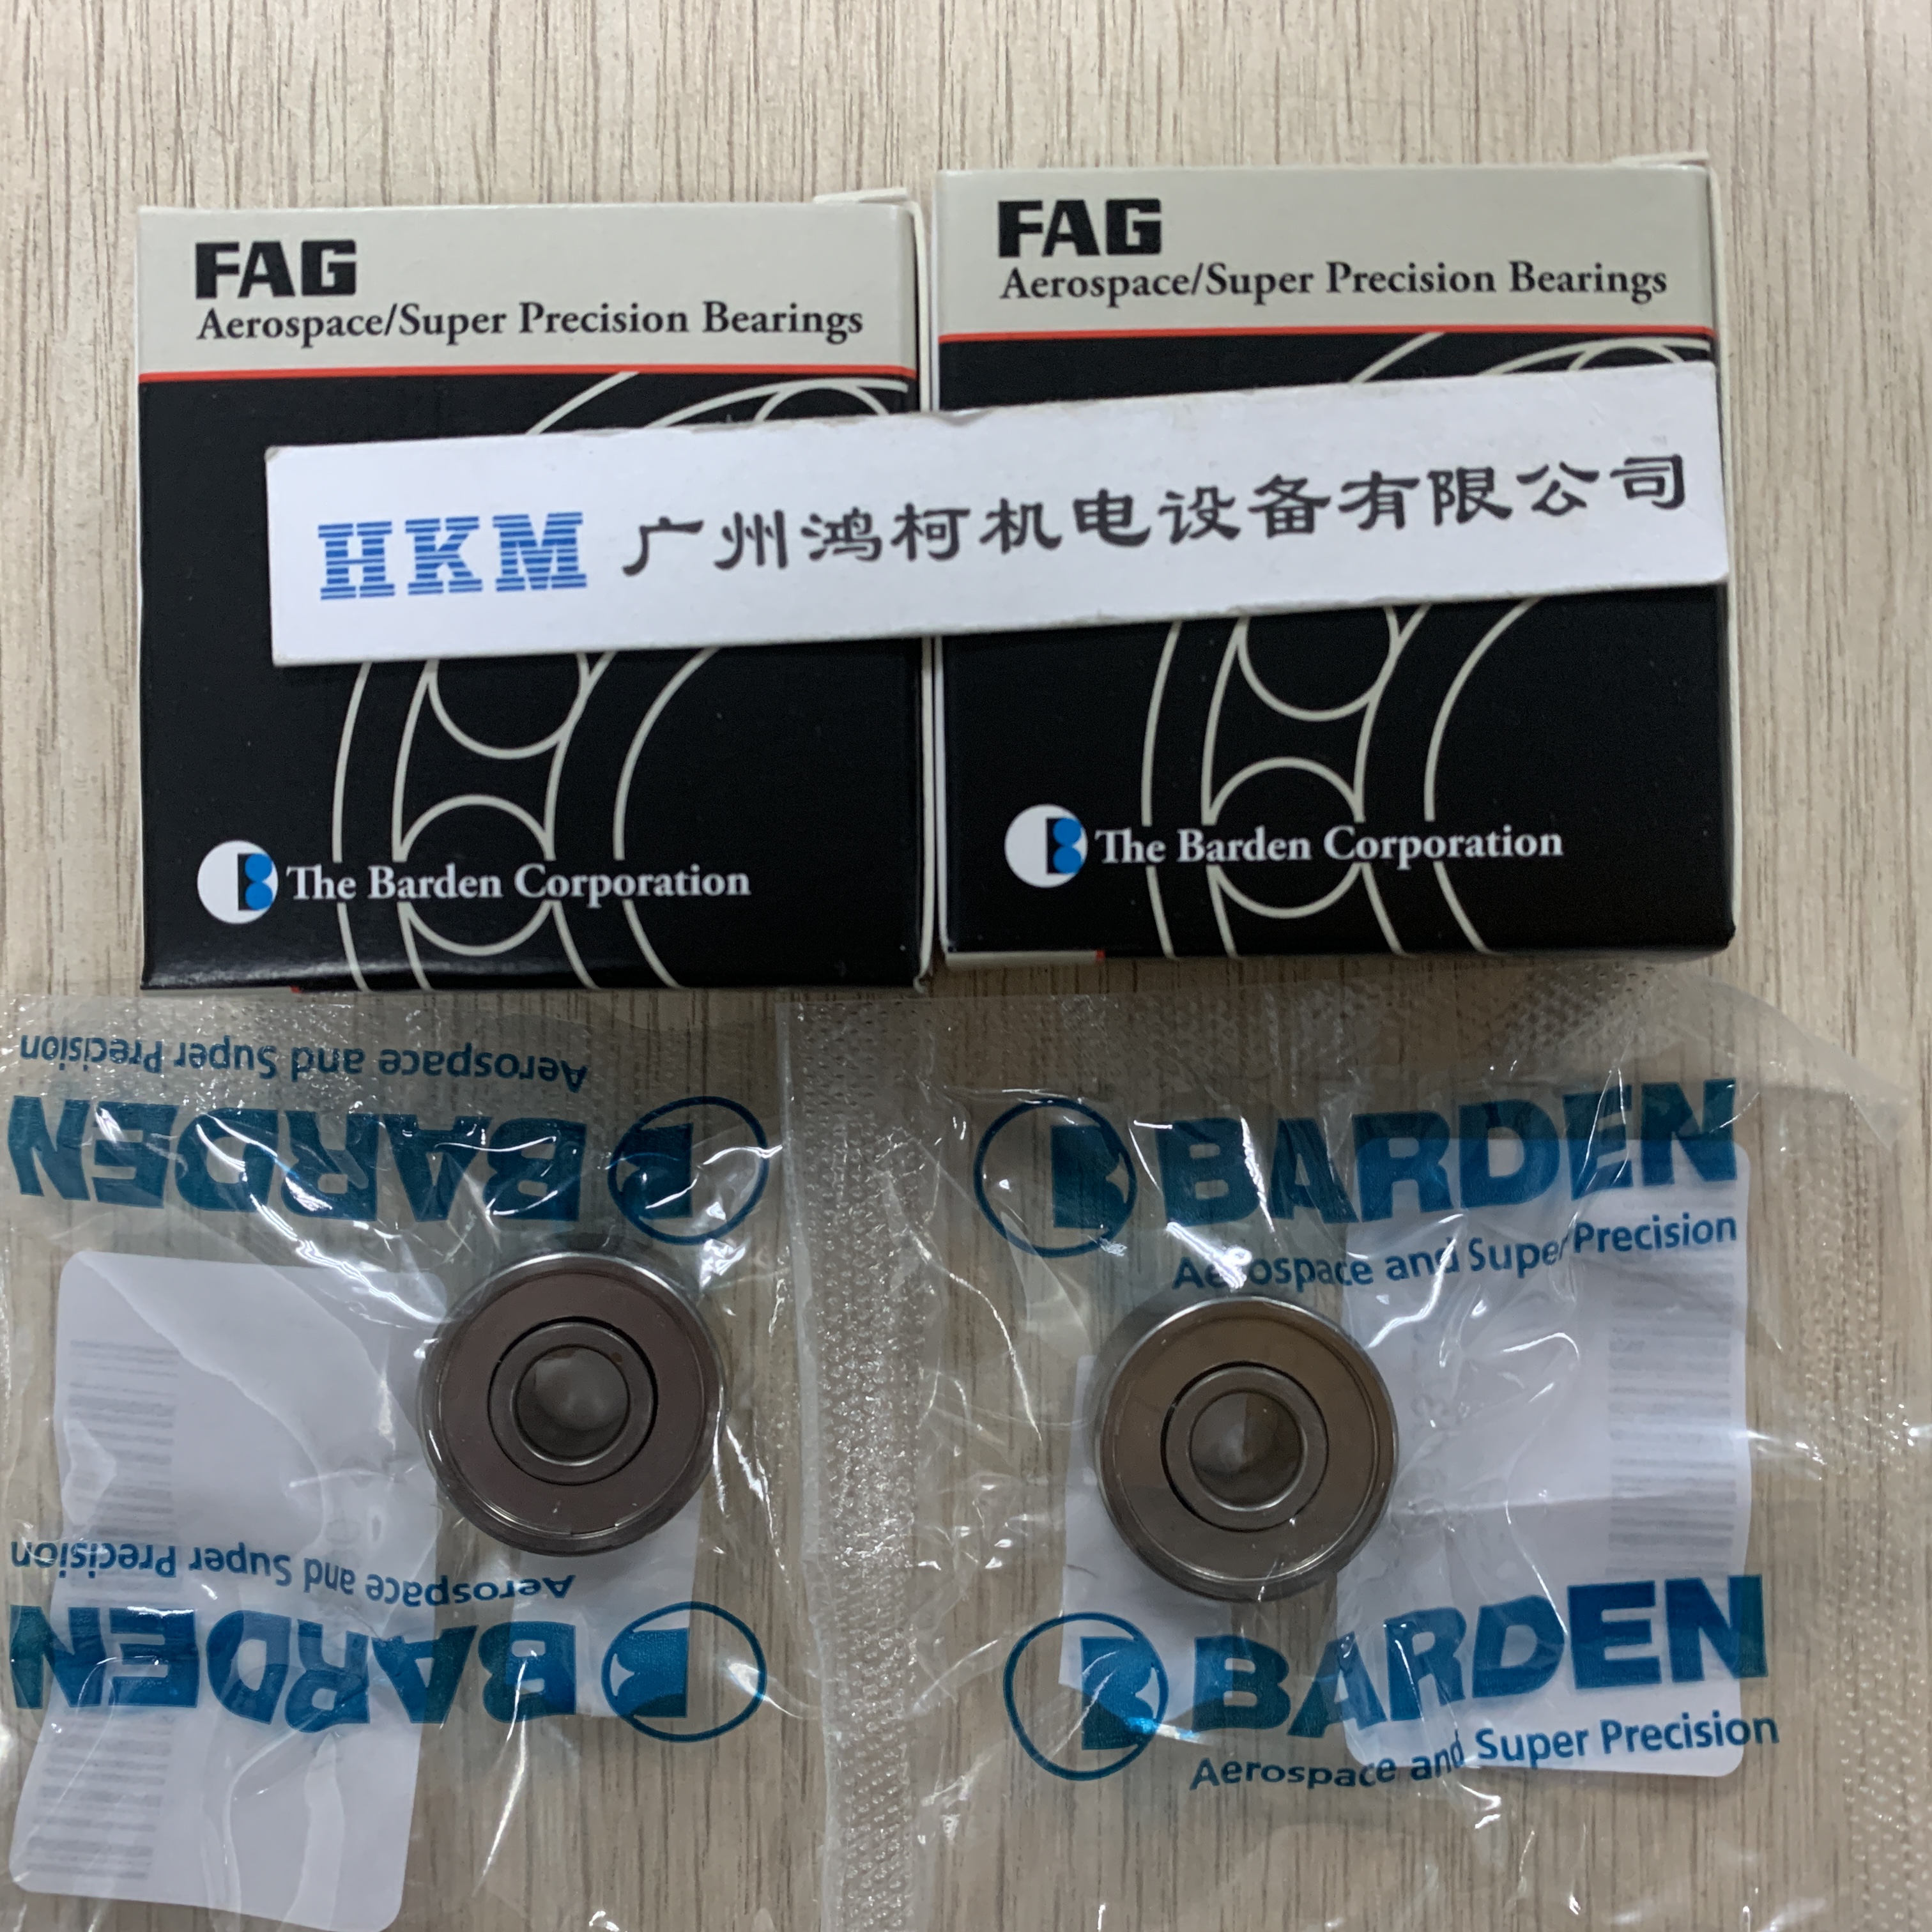 FAG
Aerospace/Super Precision Bearings
FAG
Aerospace/Super Precision Bearings
HKM 广州鸿柯机电设备有限公司
The Barden Corporation
The Barden Corporation
Aerospace and Super Precision
BARDEN
BARDEN
Aerospace and Super Precision
Aerospace and Super Precision
BARDEN
BARDEN
Aerospace and Super Precision